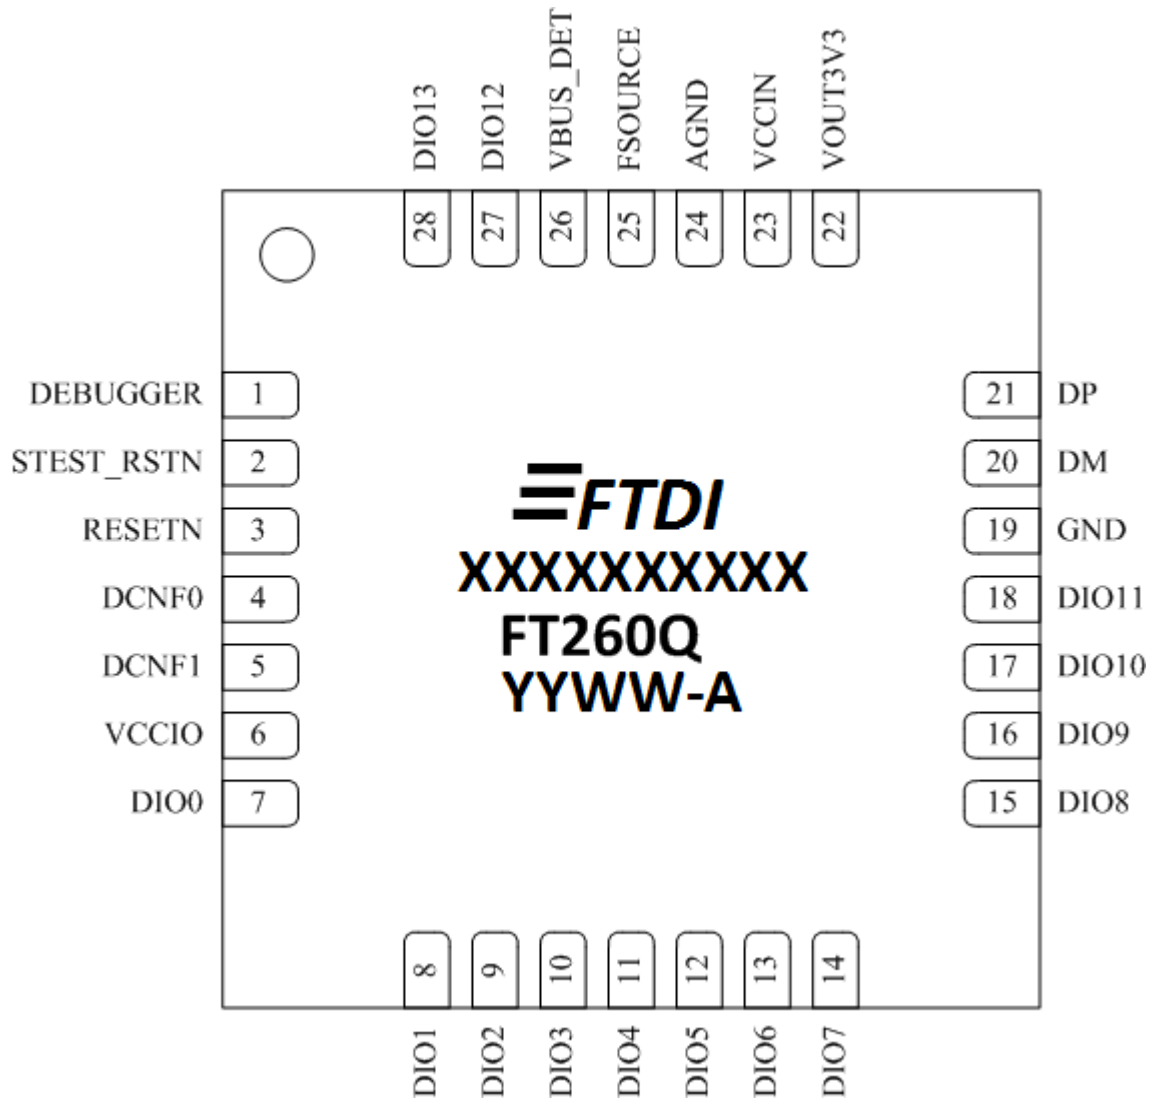 DIO13
DIO12
VBUS_DET
FSOURCE
AGND
VCCIN
VOUT3V3
28
27
26
25
24
23
22
DEBUGGER 1
STEST_RSTN 2
RESETN 3
DCNF0 4
DCNF1 5
VCCIO 6
DIO0 7
FTDI
XXXXXXXXXX
FT260Q
YYWW-A
21 DP
20 DM
19 GND
18 DIO11
17 DIO10
16 DIO9
15 DIO8
8
9
10
11
12
13
14
DIO1
DIO2
DIO3
DIO4
DIO5
DIO6
DIO7